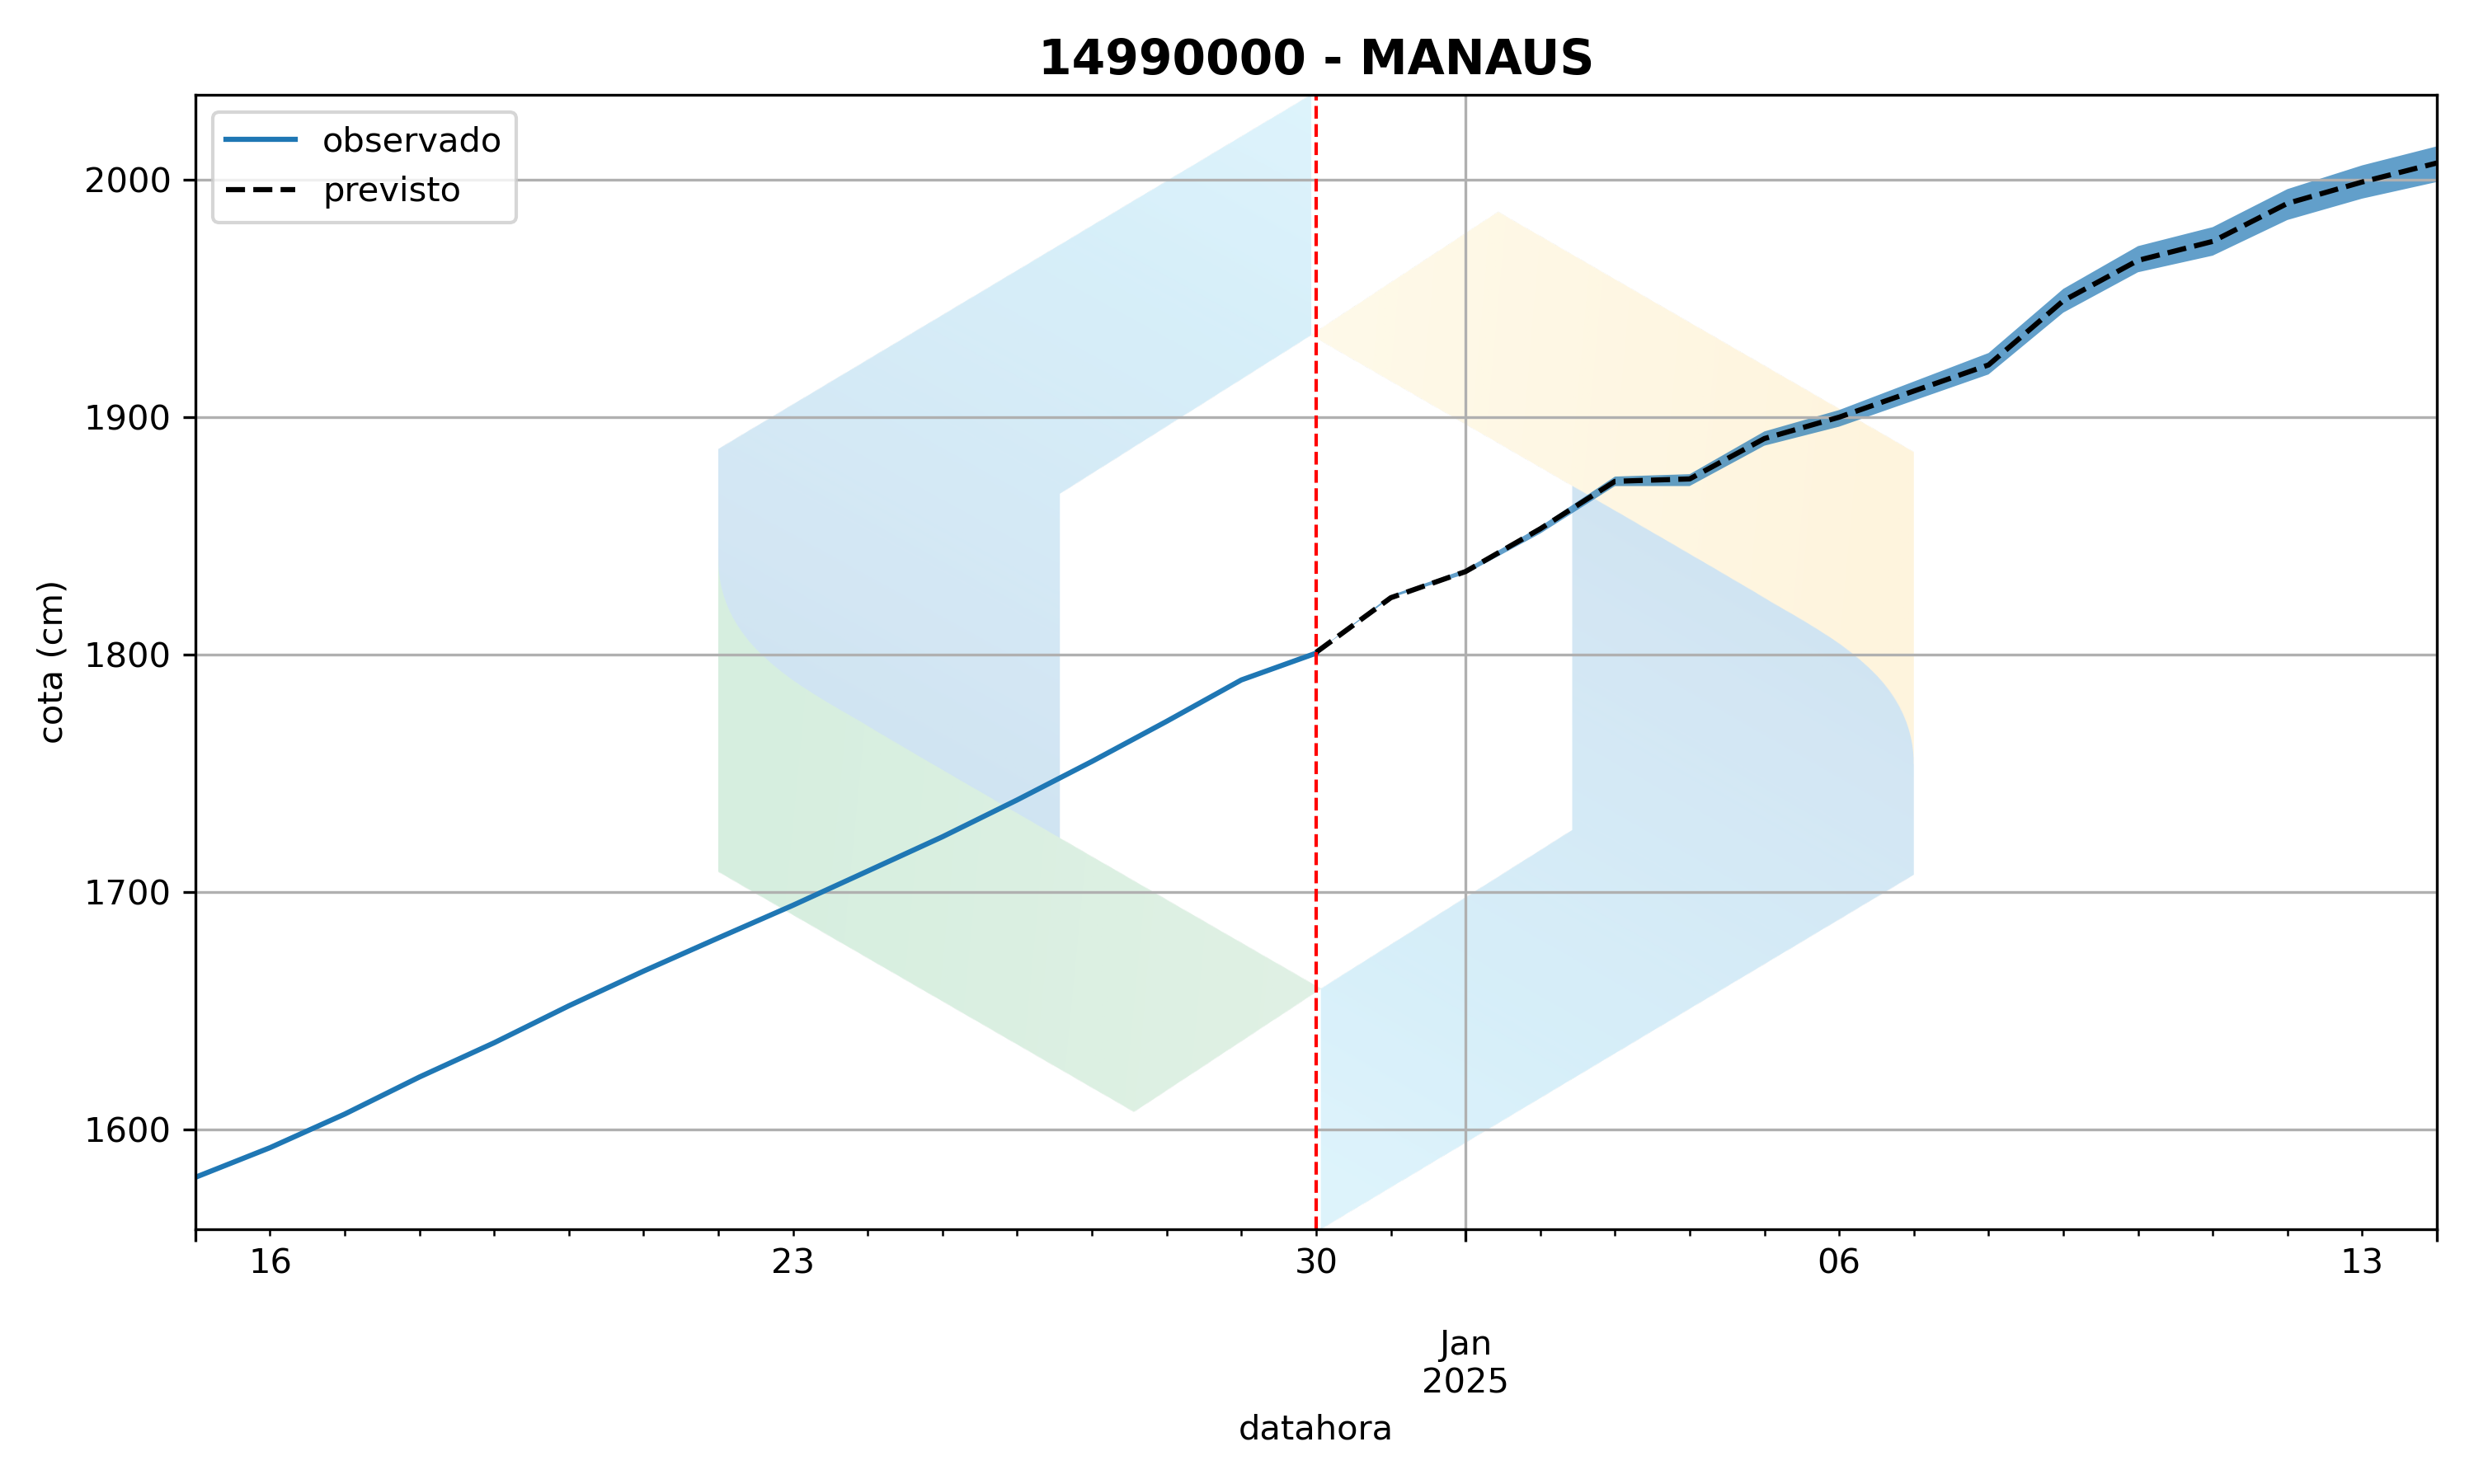 14990000 - MANAUS
observado
previsto
2000
1900
1800
1700
1600
cota (cm)
16
23
30
06
13
Jan
2025
datahora